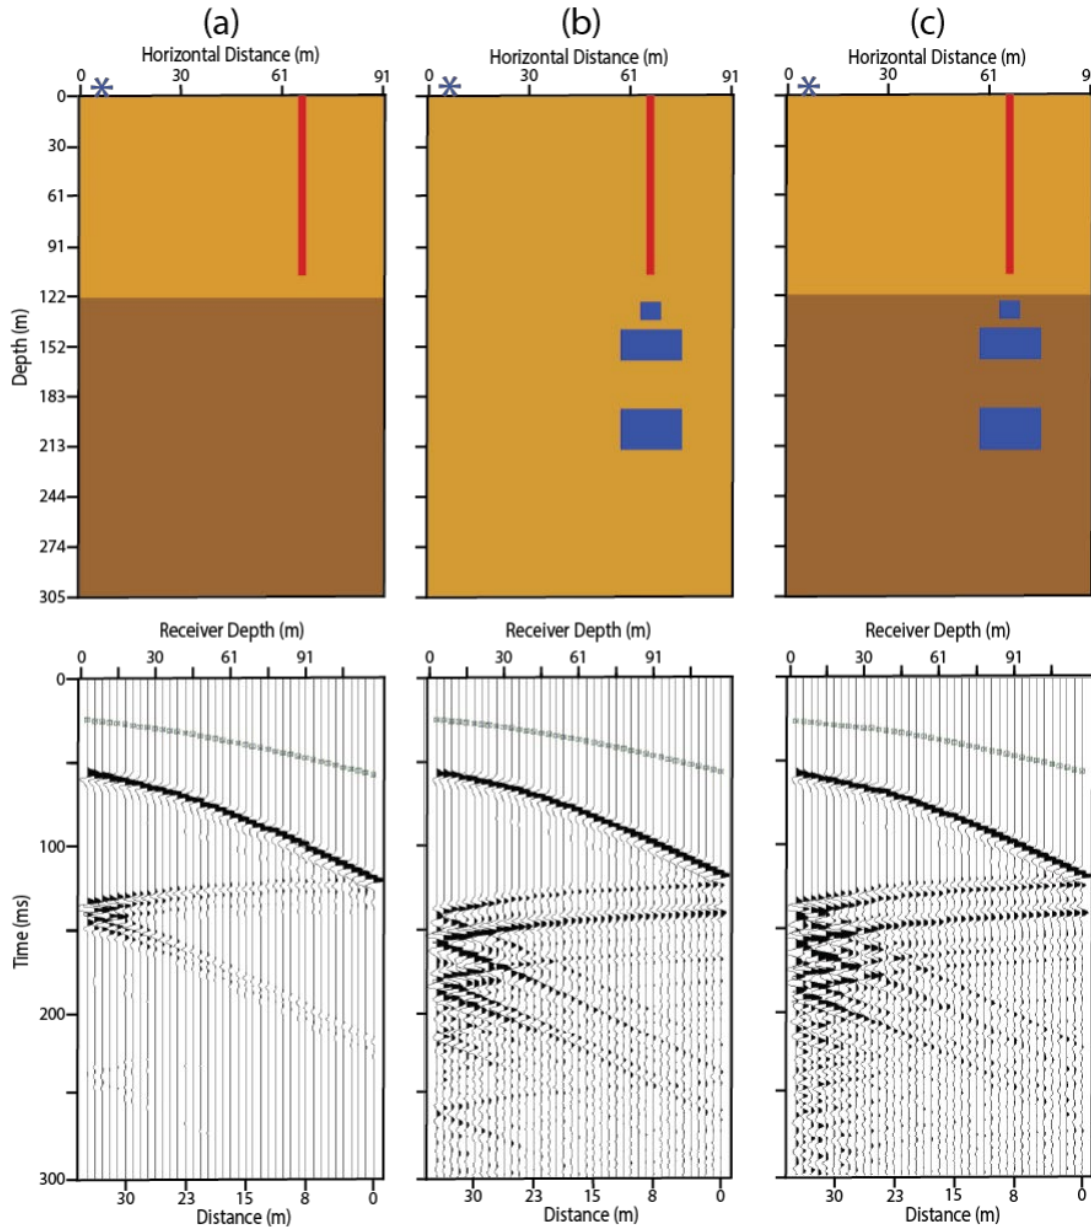 (a) (b) (c)
Horizontal Distance (m) Horizontal Distance (m) Horizontal Distance (m)
0 30 61 91 0 30 61 91 0 30 61 9
Depth (m)
0
30
61
91
122
152
183
213
244
274
305
Receiver Depth (m) Receiver Depth (m) Receiver Depth (m)
0 30 61 91 0 30 61 91 0 30 61 91
Time (ms)
0
100
200
300
30 23 15 8 0 30 23 15 8 0 30 23 15 8 0
Distance (m) Distance (m) Distance (m)